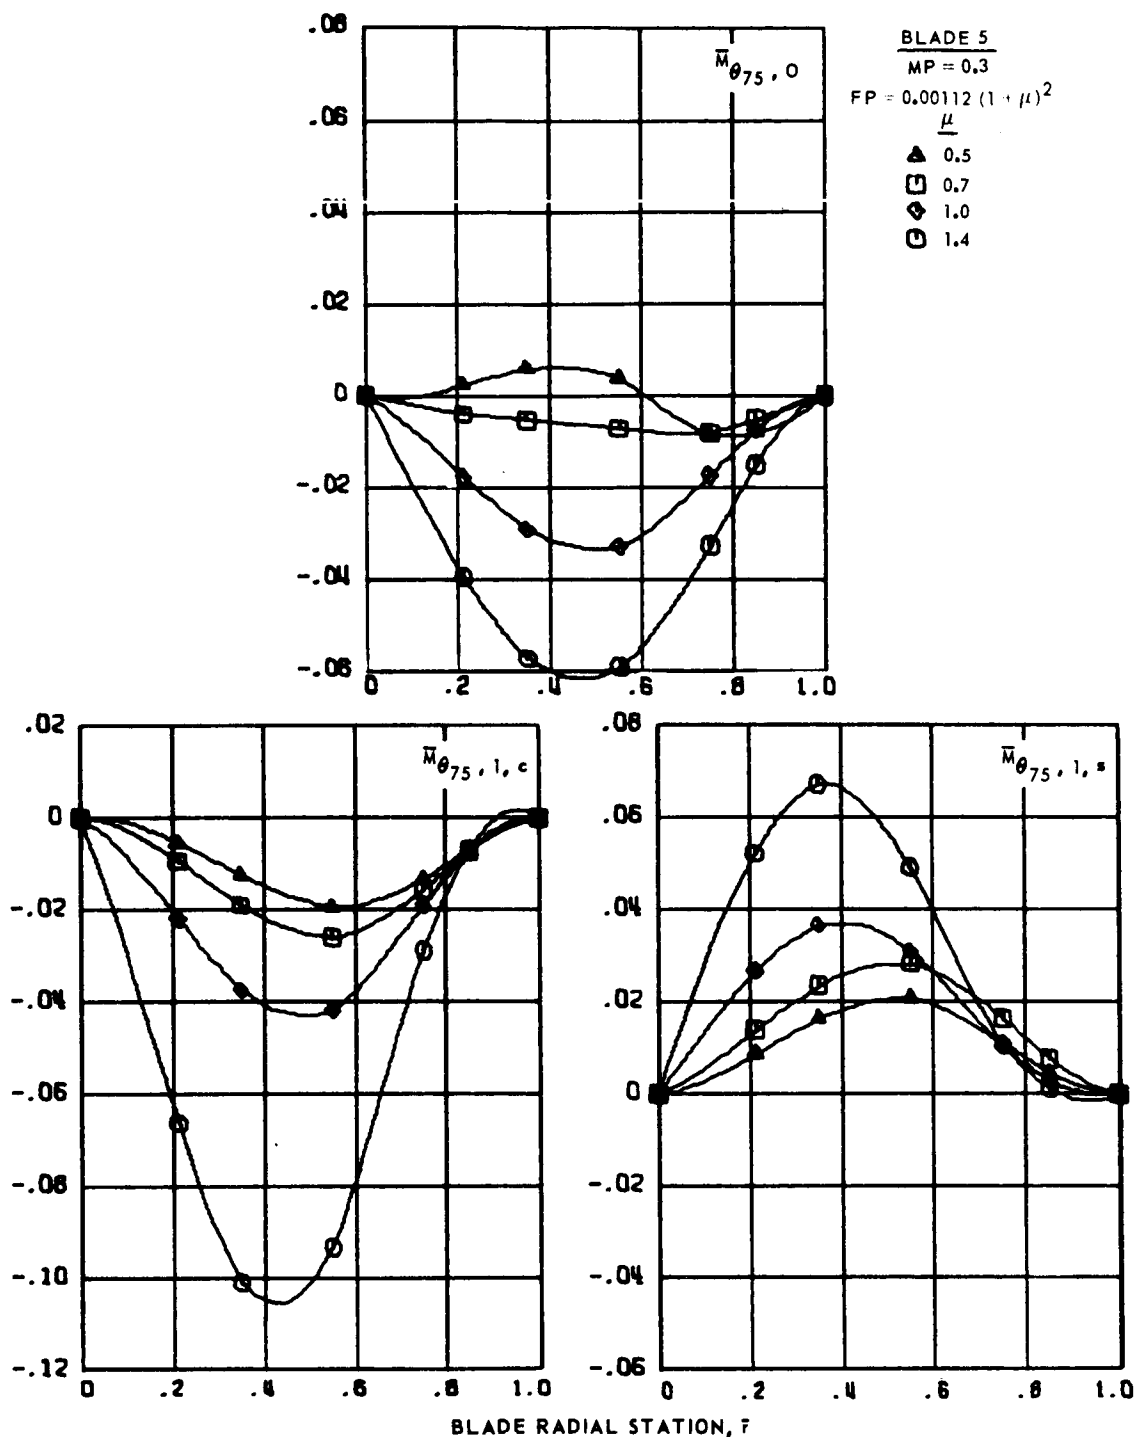 .08
.06
.04
.02
0
-.02
-.04
-.06
0 .2 .4 .6 .8 1.0
M̅θ75, 0
BLADE 5
MP = 0.3
FP = 0.00112 (1 + μ)²
μ
0.5
0.7
1.0
1.4
.02
0
-.02
-.04
-.06
-.08
-.10
-.12
0 .2 .4 .6 .8 1.0
M̅θ75, 1, c
.08
.06
.04
.02
0
-.02
-.04
-.06
0 .2 .4 .6 .8 1.0
M̅θ75, 1, s
BLADE RADIAL STATION, r̅